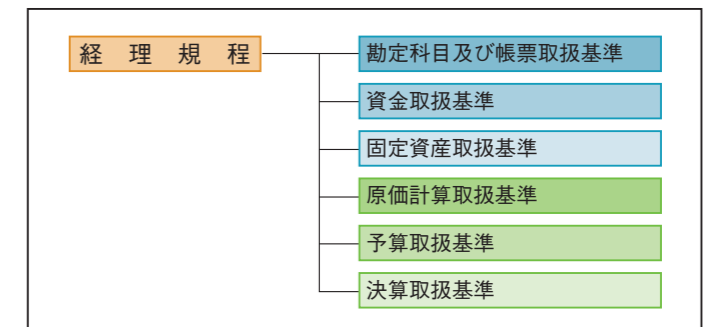 経理規程
勘定科目及び帳票取扱基準
資金取扱基準
固定資産取扱基準
原価計算取扱基準
予算取扱基準
決算取扱基準